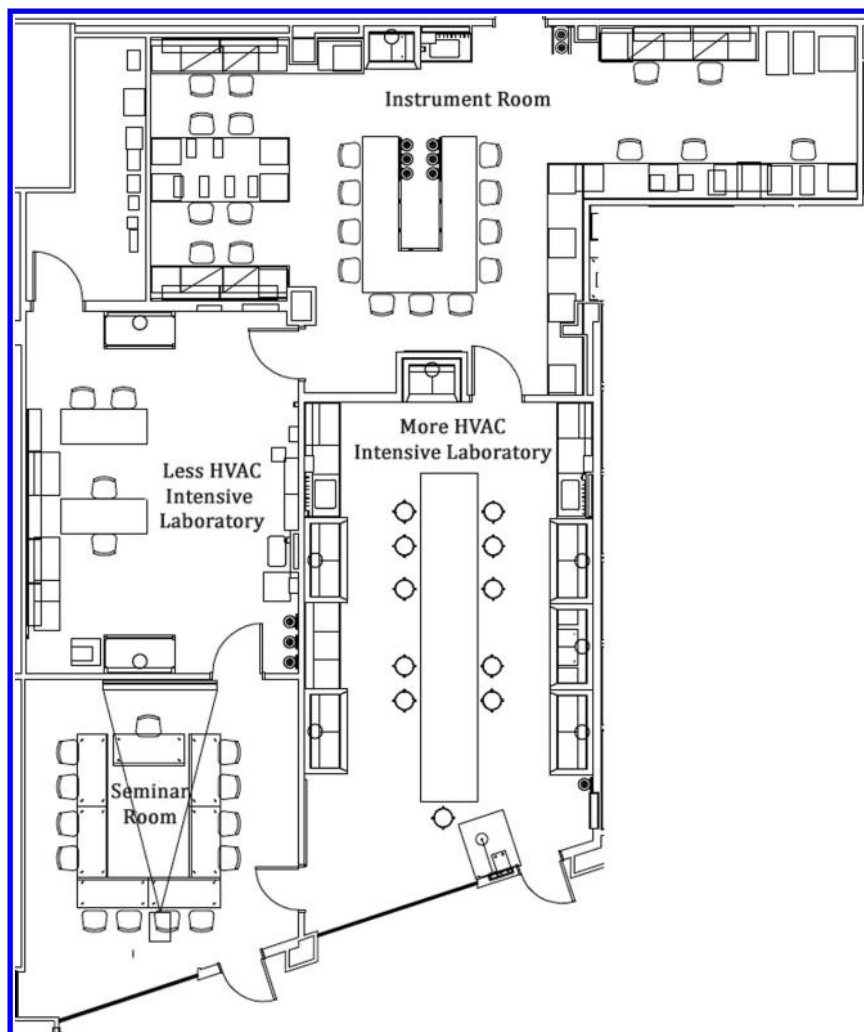 Instrument Room
More HVAC
Intensive Laboratory
Less HVAC
Intensive
Laboratory
Seminar
Room